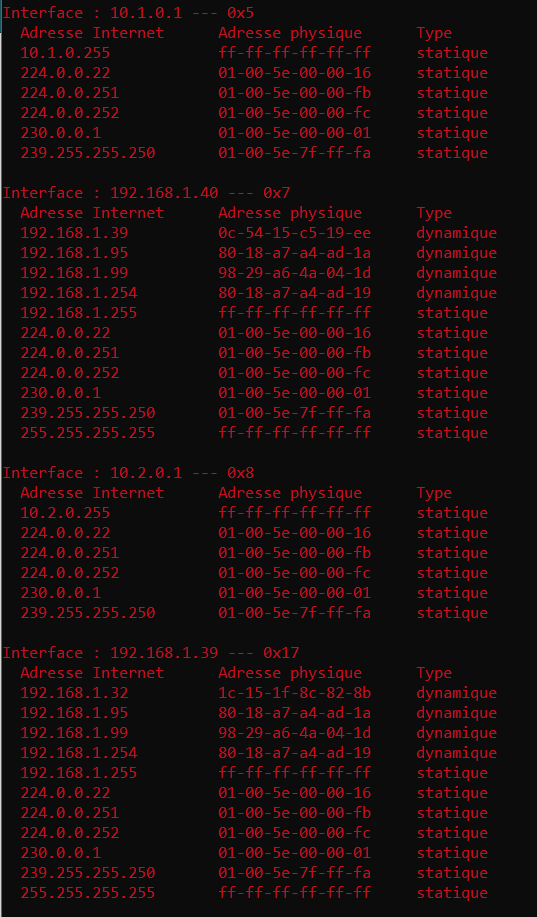 Interface : 10.1.0.1 --- 0x5
  Adresse Internet      Adresse physique      Type
  10.1.0.255            ff-ff-ff-ff-ff-ff     statique
  224.0.0.22            01-00-5e-00-00-16     statique
  224.0.0.251           01-00-5e-00-00-fb     statique
  224.0.0.252           01-00-5e-00-00-fc     statique
  230.0.0.1             01-00-5e-00-00-01     statique
  239.255.255.250       01-00-5e-7f-ff-fa     statique

Interface : 192.168.1.40 --- 0x7
  Adresse Internet      Adresse physique      Type
  192.168.1.39          0c-54-15-c5-19-ee     dynamique
  192.168.1.95          80-18-a7-a4-ad-1a     dynamique
  192.168.1.99          98-29-a6-4a-04-1d     dynamique
  192.168.1.254         80-18-a7-a4-ad-19     dynamique
  192.168.1.255         ff-ff-ff-ff-ff-ff     statique
  224.0.0.22            01-00-5e-00-00-16     statique
  224.0.0.251           01-00-5e-00-00-fb     statique
  224.0.0.252           01-00-5e-00-00-fc     statique
  230.0.0.1             01-00-5e-00-00-01     statique
  239.255.255.250       01-00-5e-7f-ff-fa     statique
  255.255.255.255       ff-ff-ff-ff-ff-ff     statique

Interface : 10.2.0.1 --- 0x8
  Adresse Internet      Adresse physique      Type
  10.2.0.255            ff-ff-ff-ff-ff-ff     statique
  224.0.0.22            01-00-5e-00-00-16     statique
  224.0.0.251           01-00-5e-00-00-fb     statique
  224.0.0.252           01-00-5e-00-00-fc     statique
  230.0.0.1             01-00-5e-00-00-01     statique
  239.255.255.250       01-00-5e-7f-ff-fa     statique

Interface : 192.168.1.39 --- 0x17
  Adresse Internet      Adresse physique      Type
  192.168.1.32          1c-15-1f-8c-82-8b     dynamique
  192.168.1.95          80-18-a7-a4-ad-1a     dynamique
  192.168.1.99          98-29-a6-4a-04-1d     dynamique
  192.168.1.254         80-18-a7-a4-ad-19     dynamique
  192.168.1.255         ff-ff-ff-ff-ff-ff     statique
  224.0.0.22            01-00-5e-00-00-16     statique
  224.0.0.251           01-00-5e-00-00-fb     statique
  224.0.0.252           01-00-5e-00-00-fc     statique
  230.0.0.1             01-00-5e-00-00-01     statique
  239.255.255.250       01-00-5e-7f-ff-fa     statique
  255.255.255.255       ff-ff-ff-ff-ff-ff     statique